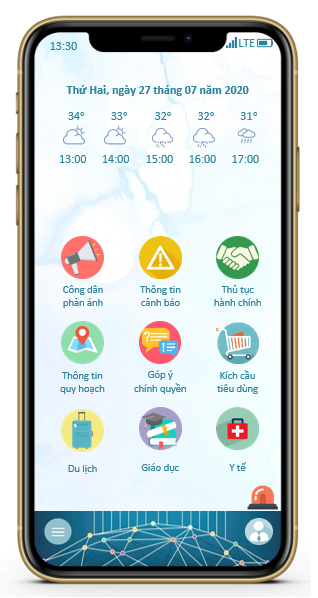 13:30
LTE
Thứ Hai, ngày 27 tháng 07 năm 2020
34° 33° 32° 32° 31°
13:00 14:00 15:00 16:00 17:00
Công dân
phản ánh
Thông tin
cảnh báo
Thủ tục
hành chính
Thông tin
quy hoạch
Góp ý
chính quyền
Kích cầu
tiêu dùng
Du lịch
Giáo dục
Y tế